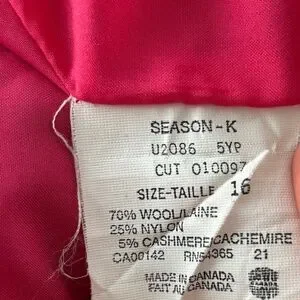 SEASON-K
U2086 5YP
CUT 010097
SIZE-TAILLE 16
70% WOOL/LAINE
25% NYLON
5% CASHMERE/CACHEMIRE
CA00142 RN54365 21
MADE IN CANADA
FAIT AU CANADA
CANADA